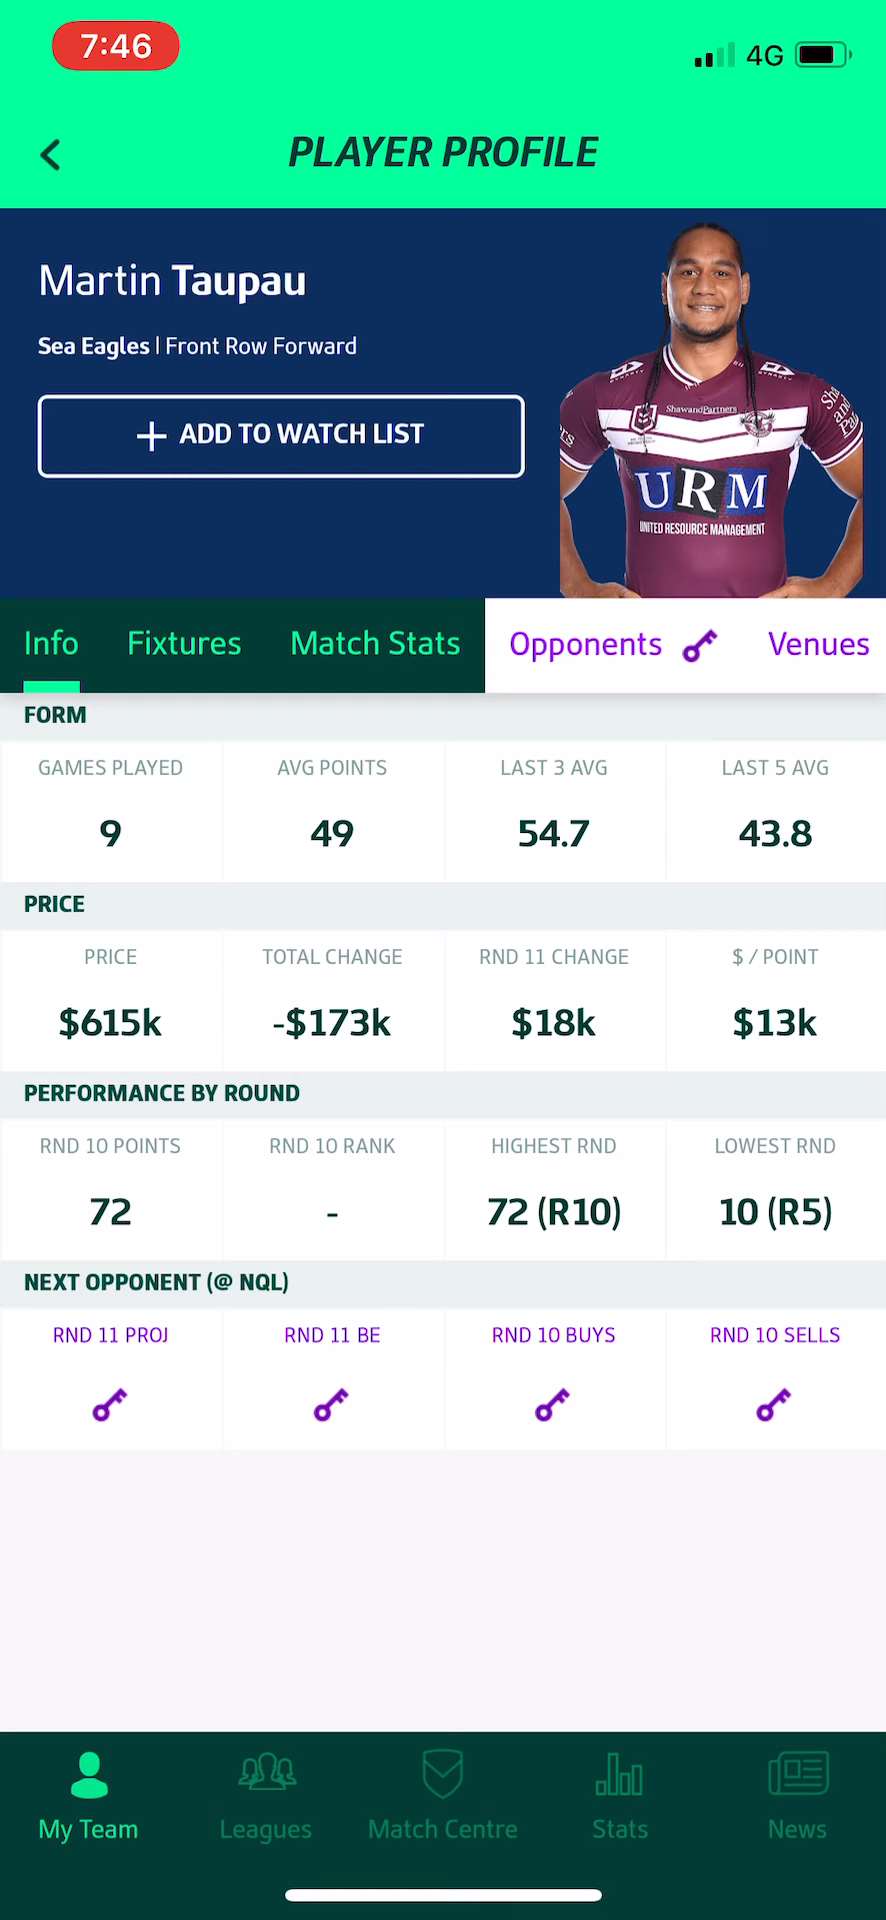 7:46
4G
PLAYER PROFILE
Martin Taupau
Sea Eagles | Front Row Forward
+ ADD TO WATCH LIST
ShawandPartners
URM
UNITED RESOURCE MANAGEMENT
Info Fixtures Match Stats Opponents Venues
FORM
GAMES PLAYED AVG POINTS LAST 3 AVG LAST 5 AVG
9 49 54.7 43.8
PRICE
PRICE TOTAL CHANGE RND 11 CHANGE $ / POINT
$615k -$173k $18k $13k
PERFORMANCE BY ROUND
RND 10 POINTS RND 10 RANK HIGHEST RND LOWEST RND
72 - 72 (R10) 10 (R5)
NEXT OPPONENT (@ NQL)
RND 11 PROJ RND 11 BE RND 10 BUYS RND 10 SELLS
My Team Leagues Match Centre Stats News